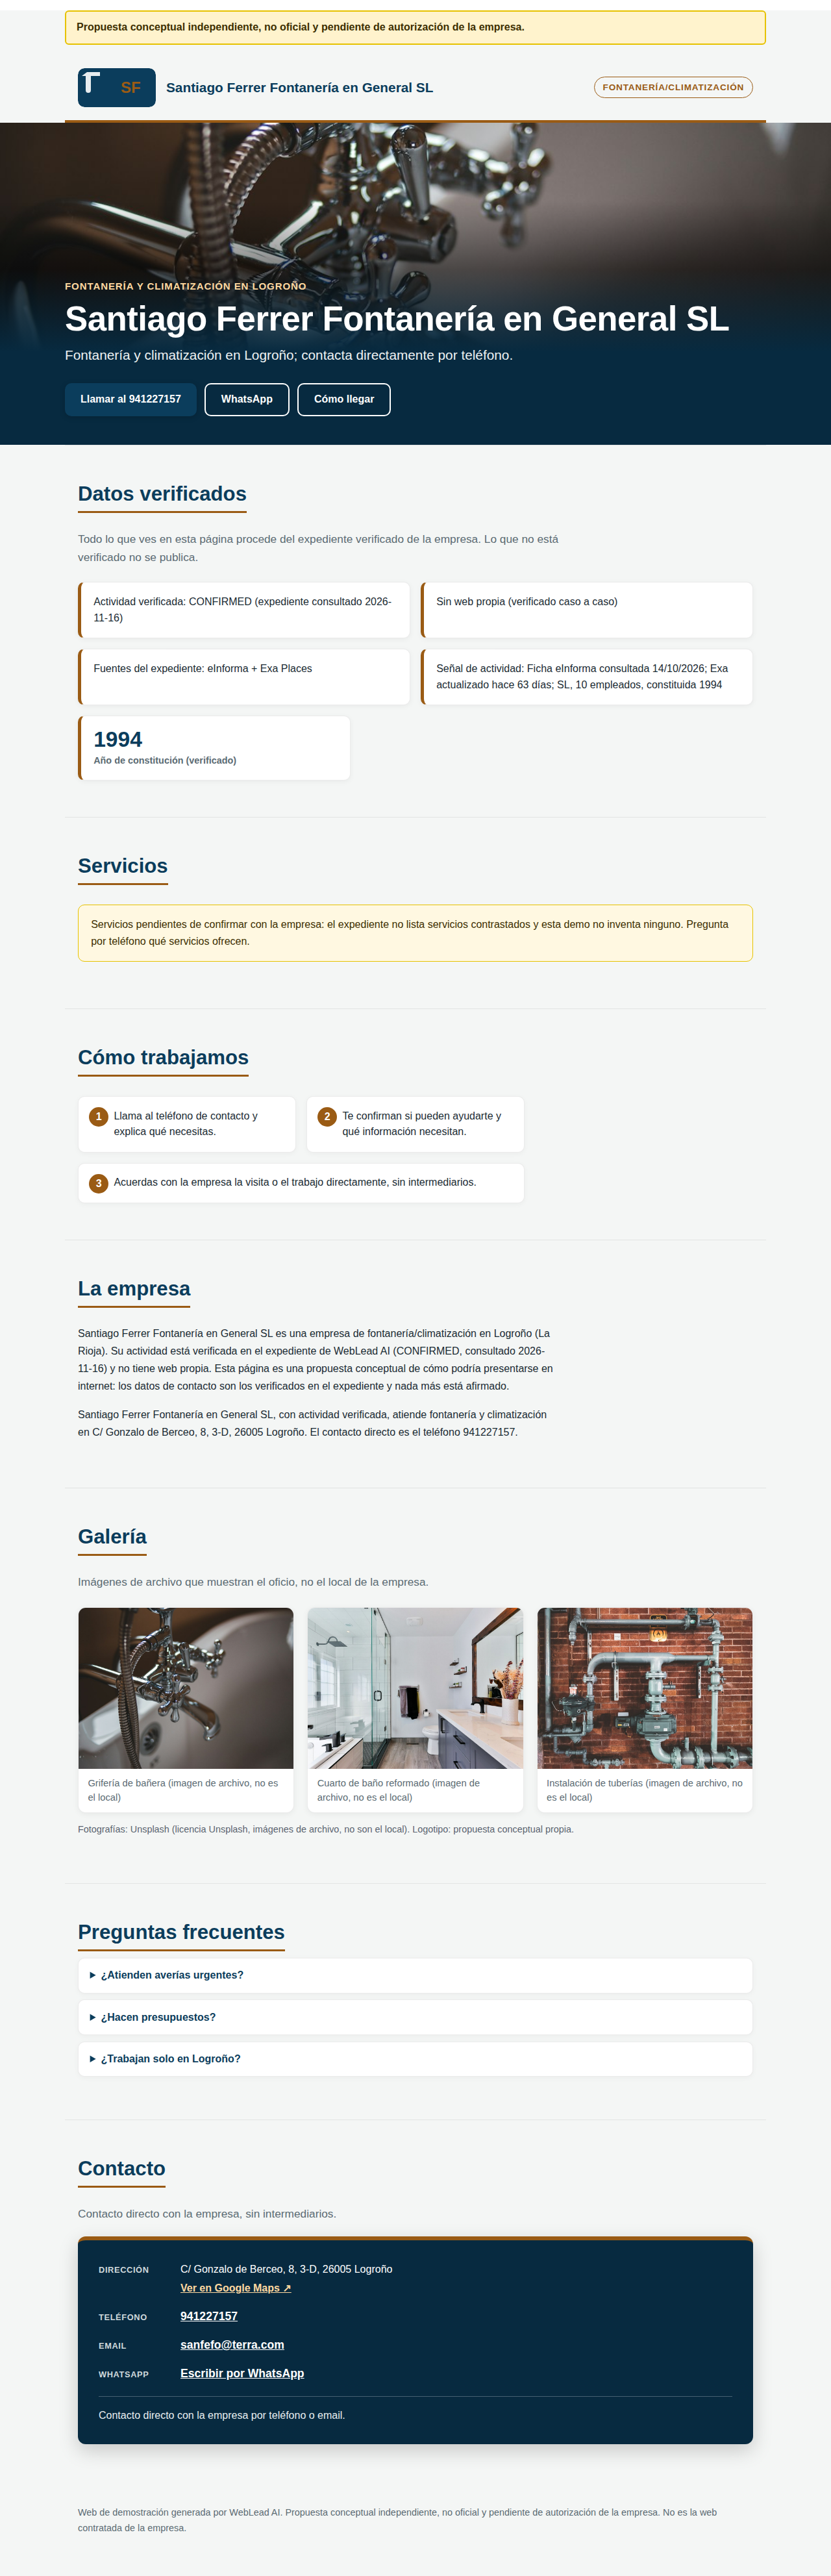 Propuesta conceptual independiente, no oficial y pendiente de autorización de la empresa.
SF
Santiago Ferrer Fontanería en General SL
FONTANERÍA/CLIMATIZACIÓN
FONTANERÍA Y CLIMATIZACIÓN EN LOGROÑO
Santiago Ferrer Fontanería en General SL
Fontanería y climatización en Logroño; contacta directamente por teléfono.
Llamar al 941227157
WhatsApp
Cómo llegar
Datos verificados
Todo lo que ves en esta página procede del expediente verificado de la empresa. Lo que no está
verificado no se publica.
Actividad verificada: CONFIRMED (expediente consultado 2026-
11-16)
Sin web propia (verificado caso a caso)
Fuentes del expediente: eInforma + Exa Places
Señal de actividad: Ficha eInforma consultada 14/10/2026; Exa
actualizado hace 63 días; SL, 10 empleados, constituida 1994
1994
Año de constitución (verificado)
Servicios
Servicios pendientes de confirmar con la empresa: el expediente no lista servicios contrastados y esta demo no inventa ninguno. Pregunta
por teléfono qué servicios ofrecen.
Cómo trabajamos
1 Llama al teléfono de contacto y
explica qué necesitas.
2 Te confirman si pueden ayudarte y
qué información necesitan.
3 Acuerdas con la empresa la visita o el trabajo directamente, sin intermediarios.
La empresa
Santiago Ferrer Fontanería en General SL es una empresa de fontanería/climatización en Logroño (La
Rioja). Su actividad está verificada en el expediente de WebLead AI (CONFIRMED, consultado 2026-
11-16) y no tiene web propia. Esta página es una propuesta conceptual de cómo podría presentarse en
internet: los datos de contacto son los verificados en el expediente y nada más está afirmado.
Santiago Ferrer Fontanería en General SL, con actividad verificada, atiende fontanería y climatización
en C/ Gonzalo de Berceo, 8, 3-D, 26005 Logroño. El contacto directo es el teléfono 941227157.
Galería
Imágenes de archivo que muestran el oficio, no el local de la empresa.
Grifería de bañera (imagen de archivo, no es
el local)
Cuarto de baño reformado (imagen de
archivo, no es el local)
Instalación de tuberías (imagen de archivo, no
es el local)
Fotografías: Unsplash (licencia Unsplash, imágenes de archivo, no son el local). Logotipo: propuesta conceptual propia.
Preguntas frecuentes
▶ ¿Atienden averías urgentes?
▶ ¿Hacen presupuestos?
▶ ¿Trabajan solo en Logroño?
Contacto
Contacto directo con la empresa, sin intermediarios.
DIRECCIÓN C/ Gonzalo de Berceo, 8, 3-D, 26005 Logroño
Ver en Google Maps ↗
TELÉFONO 941227157
EMAIL sanfefo@terra.com
WHATSAPP Escribir por WhatsApp
Contacto directo con la empresa por teléfono o email.
Web de demostración generada por WebLead AI. Propuesta conceptual independiente, no oficial y pendiente de autorización de la empresa. No es la web
contratada de la empresa.